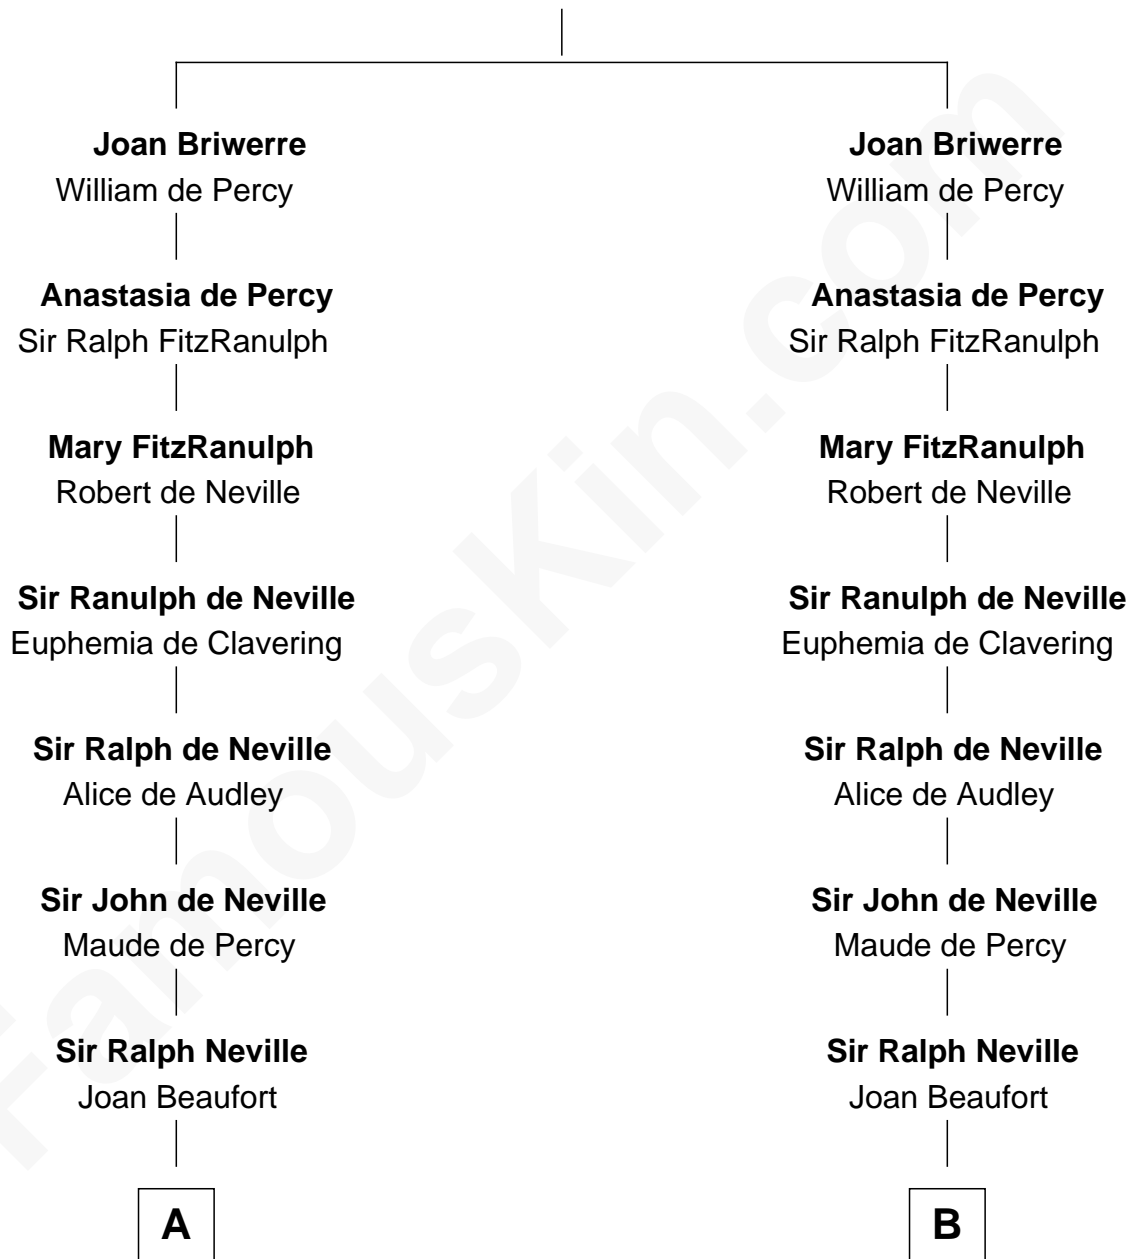 Joan Briwerre
William de Percy
Anastasia de Percy
Sir Ralph FitzRanulph
Mary FitzRanulph
Robert de Neville
Sir Ranulph de Neville
Euphemia de Clavering
Sir Ralph de Neville
Alice de Audley
Sir John de Neville
Maude de Percy
Sir Ralph Neville
Joan Beaufort
A
Joan Briwerre
William de Percy
Anastasia de Percy
Sir Ralph FitzRanulph
Mary FitzRanulph
Robert de Neville
Sir Ranulph de Neville
Euphemia de Clavering
Sir Ralph de Neville
Alice de Audley
Sir John de Neville
Maude de Percy
Sir Ralph Neville
Joan Beaufort
B
FamousKin.com